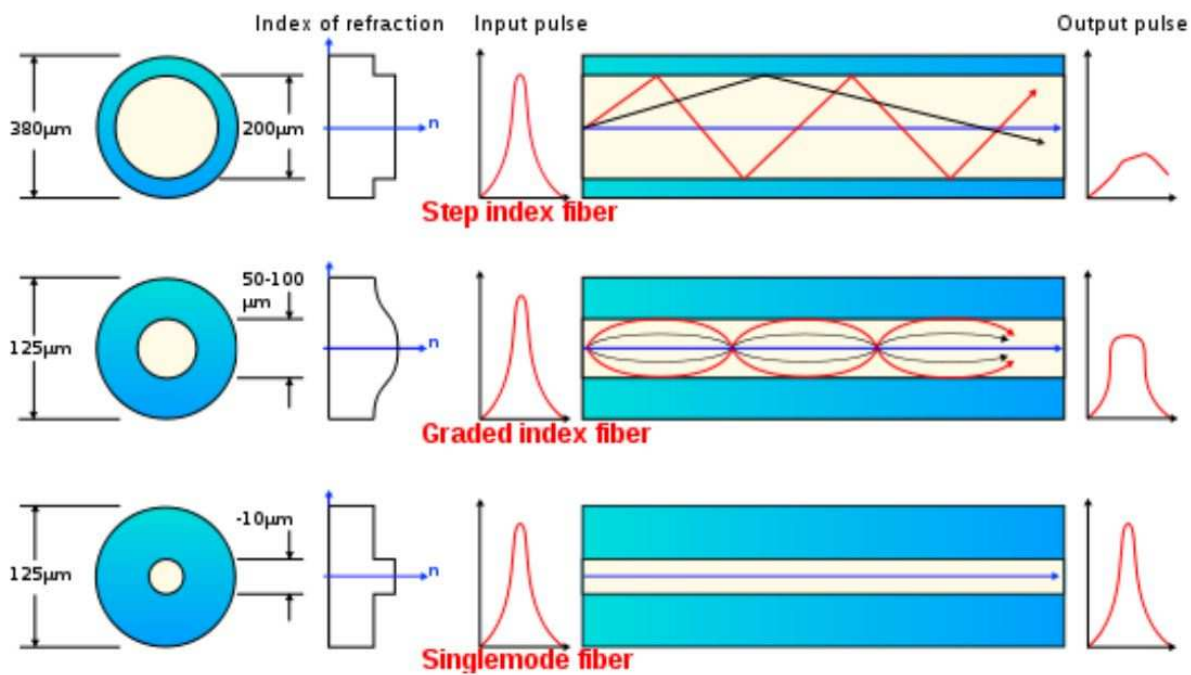 Index of refraction
Input pulse
Output pulse
380µm
200µm
n
Step index fiber
50-100
µm
125µm
n
Graded index fiber
-10µm
125µm
n
Singlemode fiber